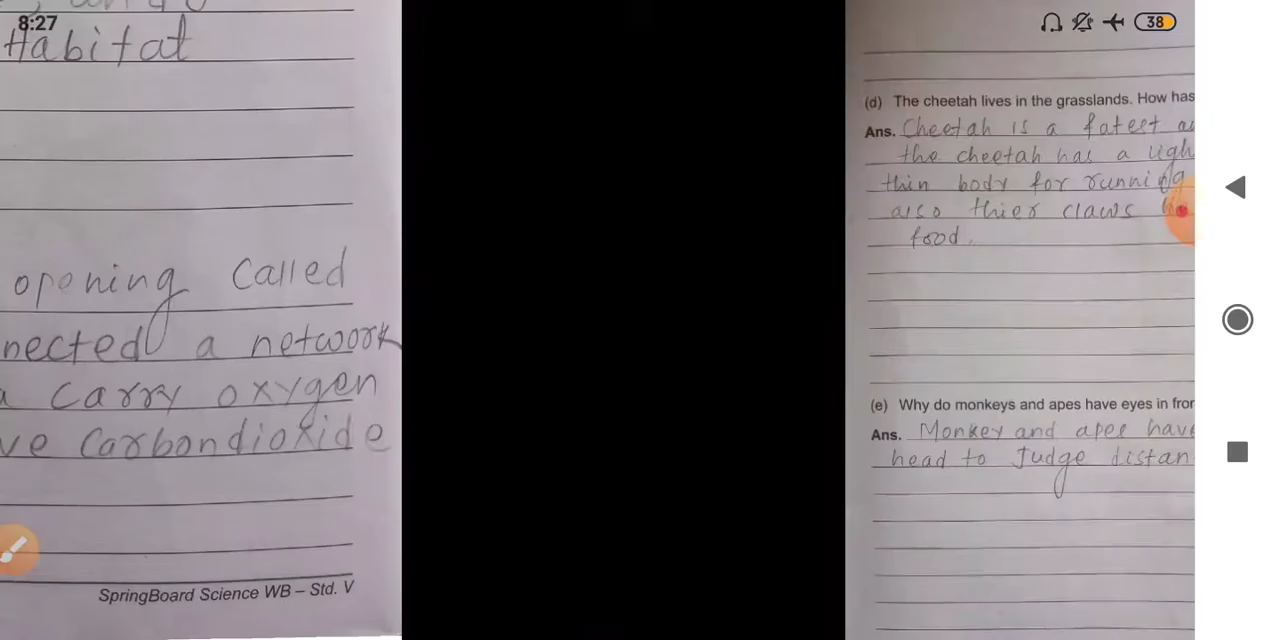 8:27
38
Habitat
opening called
nected a network
a carry oxygen
ve Carbondioxide
SpringBoard Science WB – Std. V
(d) The cheetah lives in the grasslands. How has
Ans. Cheetah is a fatest
the cheetah has a ligh
thin body for running
also thier claws
food.
(e) Why do monkeys and apes have eyes in fron
Ans. Monkey and apes have
head to Judge distan